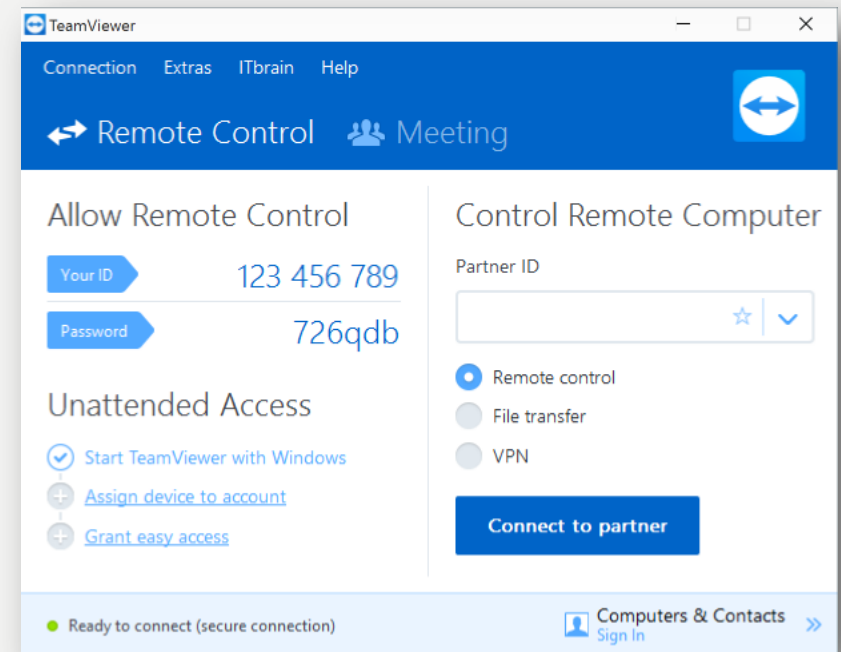 TeamViewer
Connection Extras ITbrain Help
Remote Control Meeting
Allow Remote Control
Your ID 123 456 789
Password 726qdb
Unattended Access
Start TeamViewer with Windows
Assign device to account
Grant easy access
Control Remote Computer
Partner ID
Remote control
File transfer
VPN
Connect to partner
Ready to connect (secure connection)
Computers & Contacts
Sign In